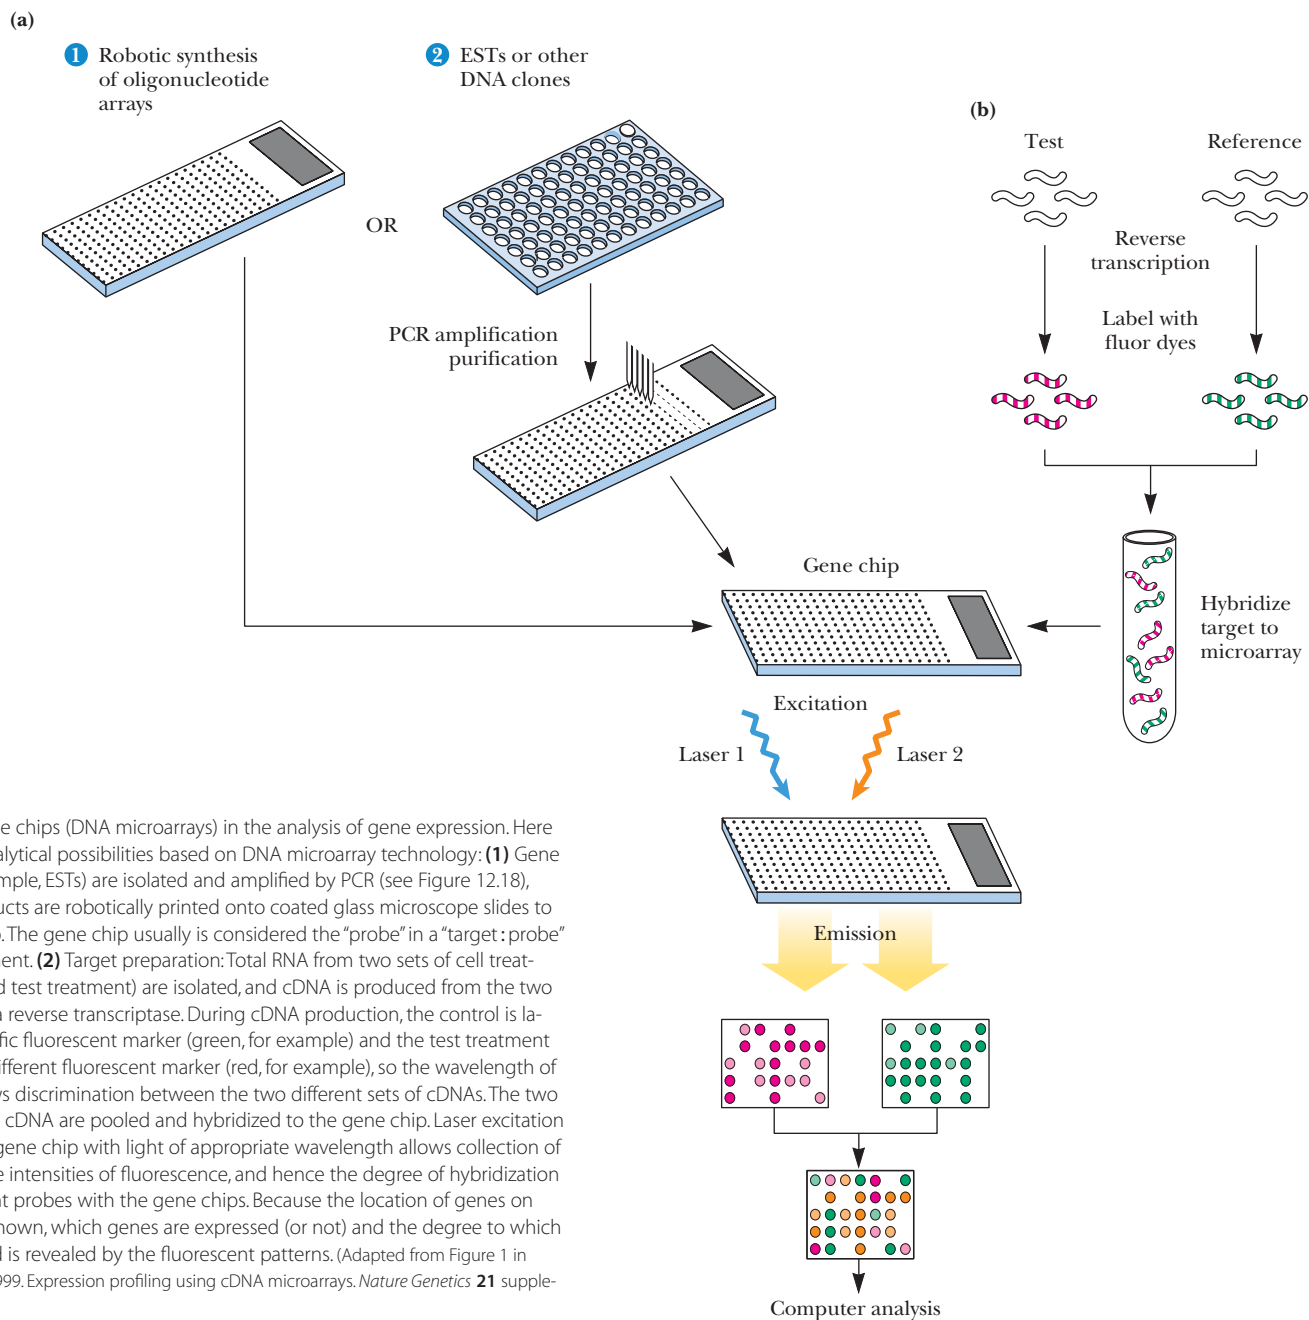 (a)
1 Robotic synthesis
of oligonucleotide
arrays
2 ESTs or other
DNA clones
OR
PCR amplification
purification
(b)
Test
Reference
Reverse
transcription
Label with
fluor dyes
Gene chip
Hybridize
target to
microarray
Excitation
Laser 1
Laser 2
Emission
Computer analysis
e chips (DNA microarrays) in the analysis of gene expression. Here
alytical possibilities based on DNA microarray technology: (1) Gene
mple, ESTs) are isolated and amplified by PCR (see Figure 12.18),
ucts are robotically printed onto coated glass microscope slides to
. The gene chip usually is considered the “probe” in a “target : probe”
ment. (2) Target preparation: Total RNA from two sets of cell treat-
d test treatment) are isolated, and cDNA is produced from the two
a reverse transcriptase. During cDNA production, the control is la-
fic fluorescent marker (green, for example) and the test treatment
ifferent fluorescent marker (red, for example), so the wavelength of
ws discrimination between the two different sets of cDNAs. The two
cDNA are pooled and hybridized to the gene chip. Laser excitation
gene chip with light of appropriate wavelength allows collection of
e intensities of fluorescence, and hence the degree of hybridization
nt probes with the gene chips. Because the location of genes on
nown, which genes are expressed (or not) and the degree to which
d is revealed by the fluorescent patterns. (Adapted from Figure 1 in
1999. Expression profiling using cDNA microarrays. Nature Genetics 21 supple-